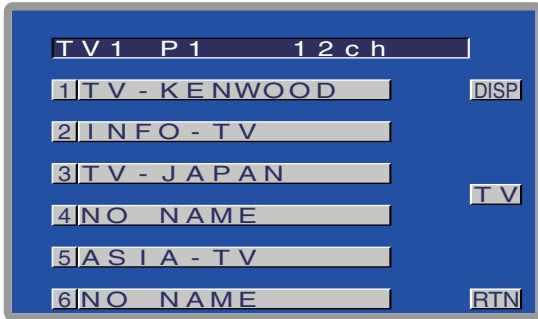 TV1 P1 12ch
1 TV-KENWOOD DISP
2 INFO-TV
3 TV-JAPAN
TV
4 NO NAME
5 ASIA-TV
6 NO NAME RTN